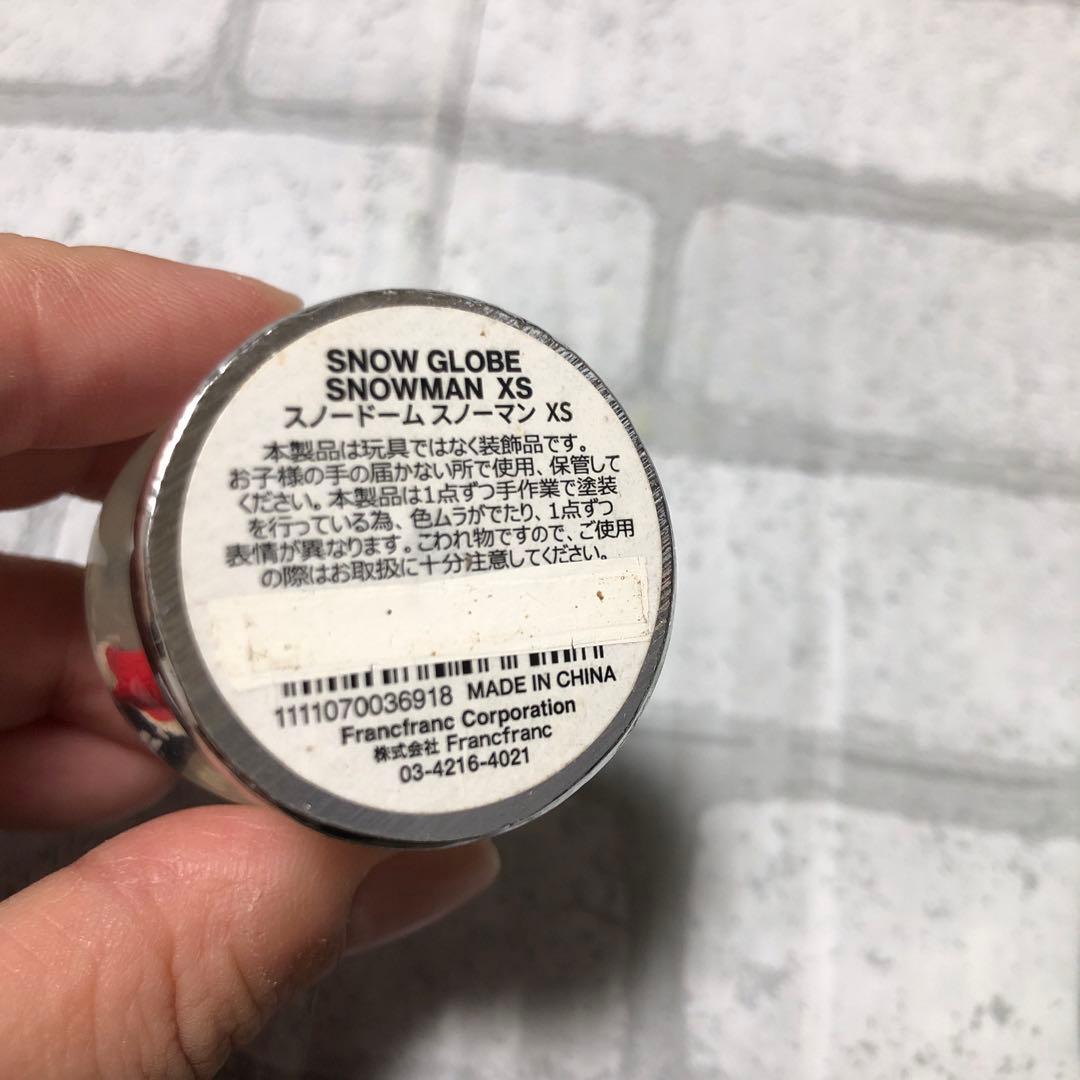 SNOW GLOBE
SNOWMAN XS
スノードーム スノーマン XS
本製品は玩具ではなく装飾品です。
お子様の手の届かない所で使用、保管して
ください。本製品は1点ずつ手作業で塗装
を行っている為、色ムラがでたり、1点ずつ
表情が異なります。こわれ物ですので、ご使用
の際はお取扱に十分注意してください。
1111070036918 MADE IN CHINA
Francfranc Corporation
株式会社 Francfranc
03-4216-4021